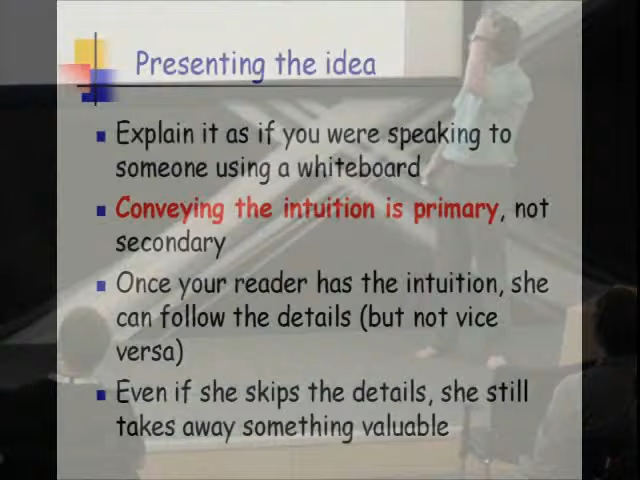 Presenting the idea
Explain it as if you were speaking to
someone using a whiteboard
Conveying the intuition is primary, not
secondary
Once your reader has the intuition, she
can follow the details (but not vice
versa)
Even if she skips the details, she still
takes away something valuable